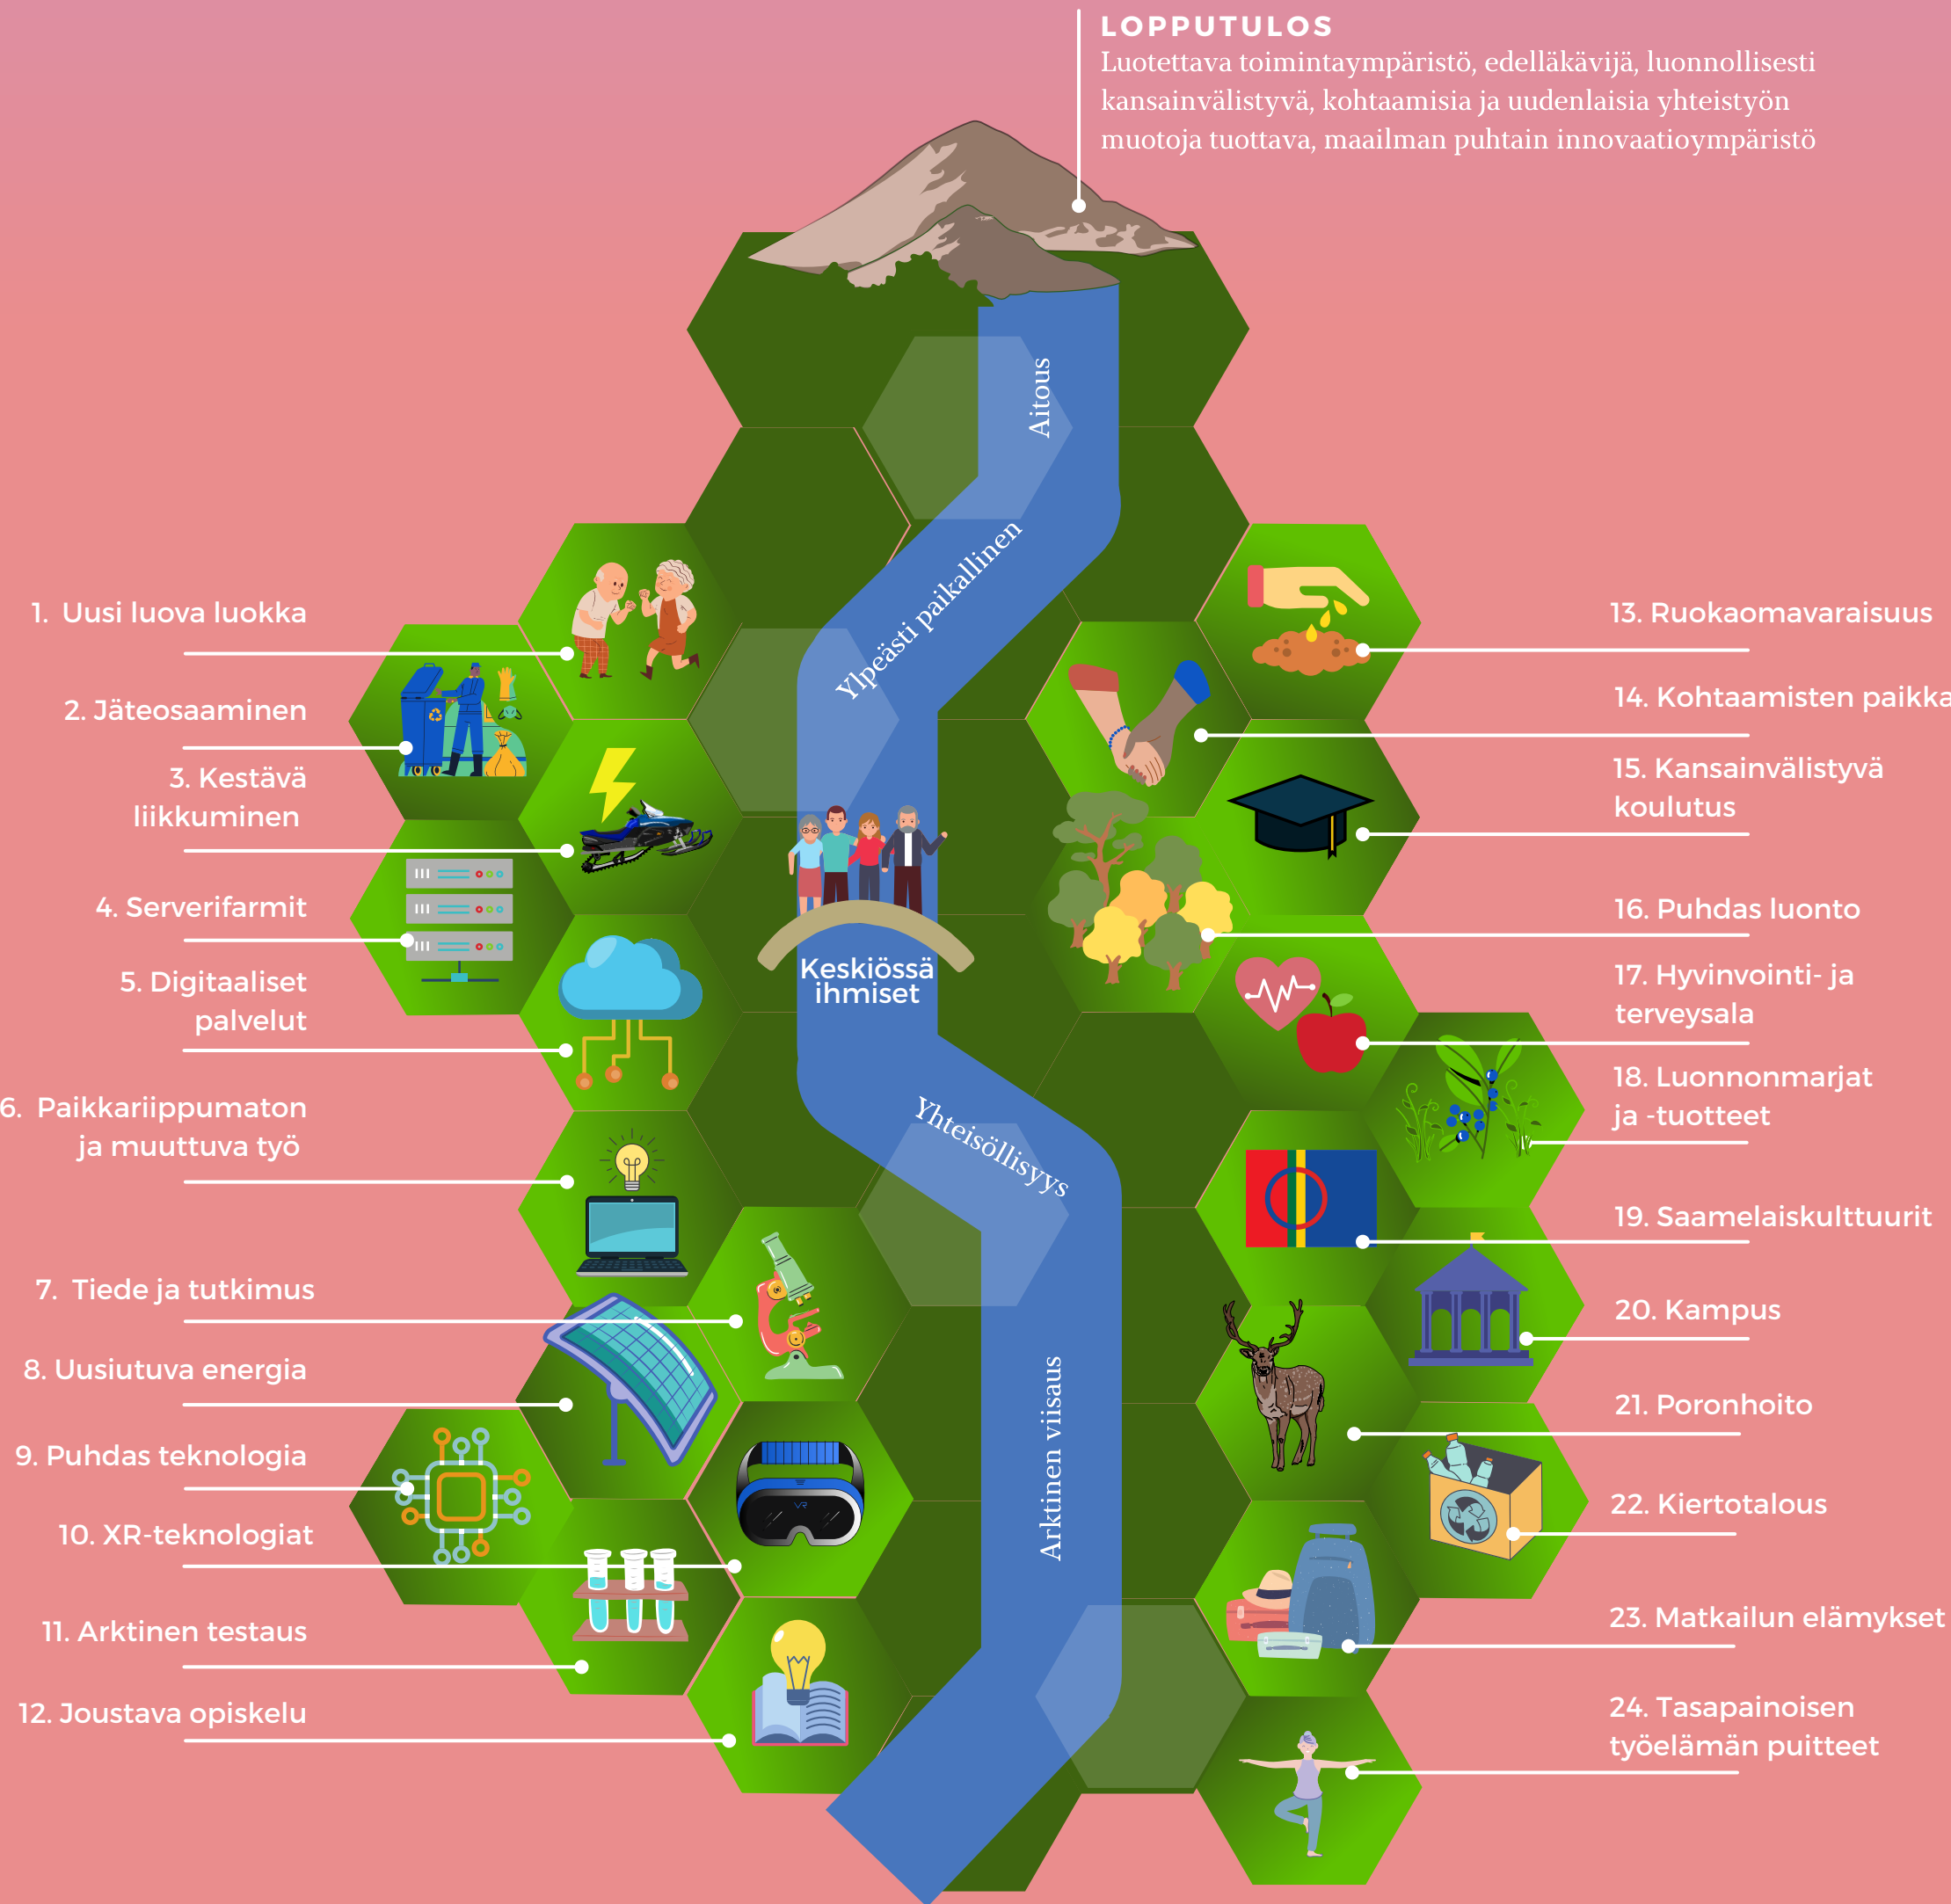 LOPPUTULOS
Luotettava toimintaympäristö, edelläkävijä, luonnollisesti
kansainvälistyvä, kohtaamisia ja uudenlaisia yhteistyön
muotoja tuottava, maailman puhtain innovaatioympäristö
Aitous
Ylpeästi paikallinen
Keskiössä
ihmiset
Yhteisöllisyys
Arktinen viisaus
1. Uusi luova luokka
2. Jäteosaaminen
3. Kestävä
liikkuminen
4. Serverifarmit
5. Digitaaliset
palvelut
6. Paikkariippumaton
ja muuttuva työ
7. Tiede ja tutkimus
8. Uusiutuva energia
9. Puhdas teknologia
10. XR-teknologiat
VR
11. Arktinen testaus
12. Joustava opiskelu
13. Ruokaomavaraisuus
14. Kohtaamisten paikka
15. Kansainvälistyvä
koulutus
16. Puhdas luonto
17. Hyvinvointi- ja
terveysala
18. Luonnonmarjat
ja -tuotteet
19. Saamelaiskulttuurit
20. Kampus
21. Poronhoito
22. Kiertotalous
23. Matkailun elämykset
24. Tasapainoisen
työelämän puitteet